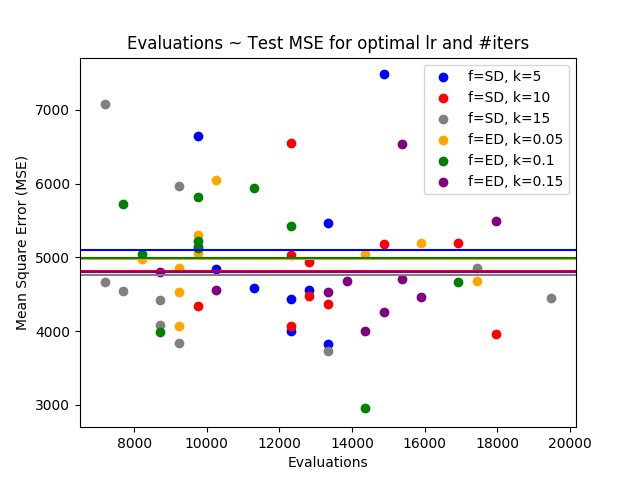 Evaluations ~ Test MSE for optimal lr and #iters
f=SD, k=5
f=SD, k=10
f=SD, k=15
f=ED, k=0.05
f=ED, k=0.1
f=ED, k=0.15
Mean Square Error (MSE)
7000
6000
5000
4000
3000
8000 10000 12000 14000 16000 18000 20000
Evaluations